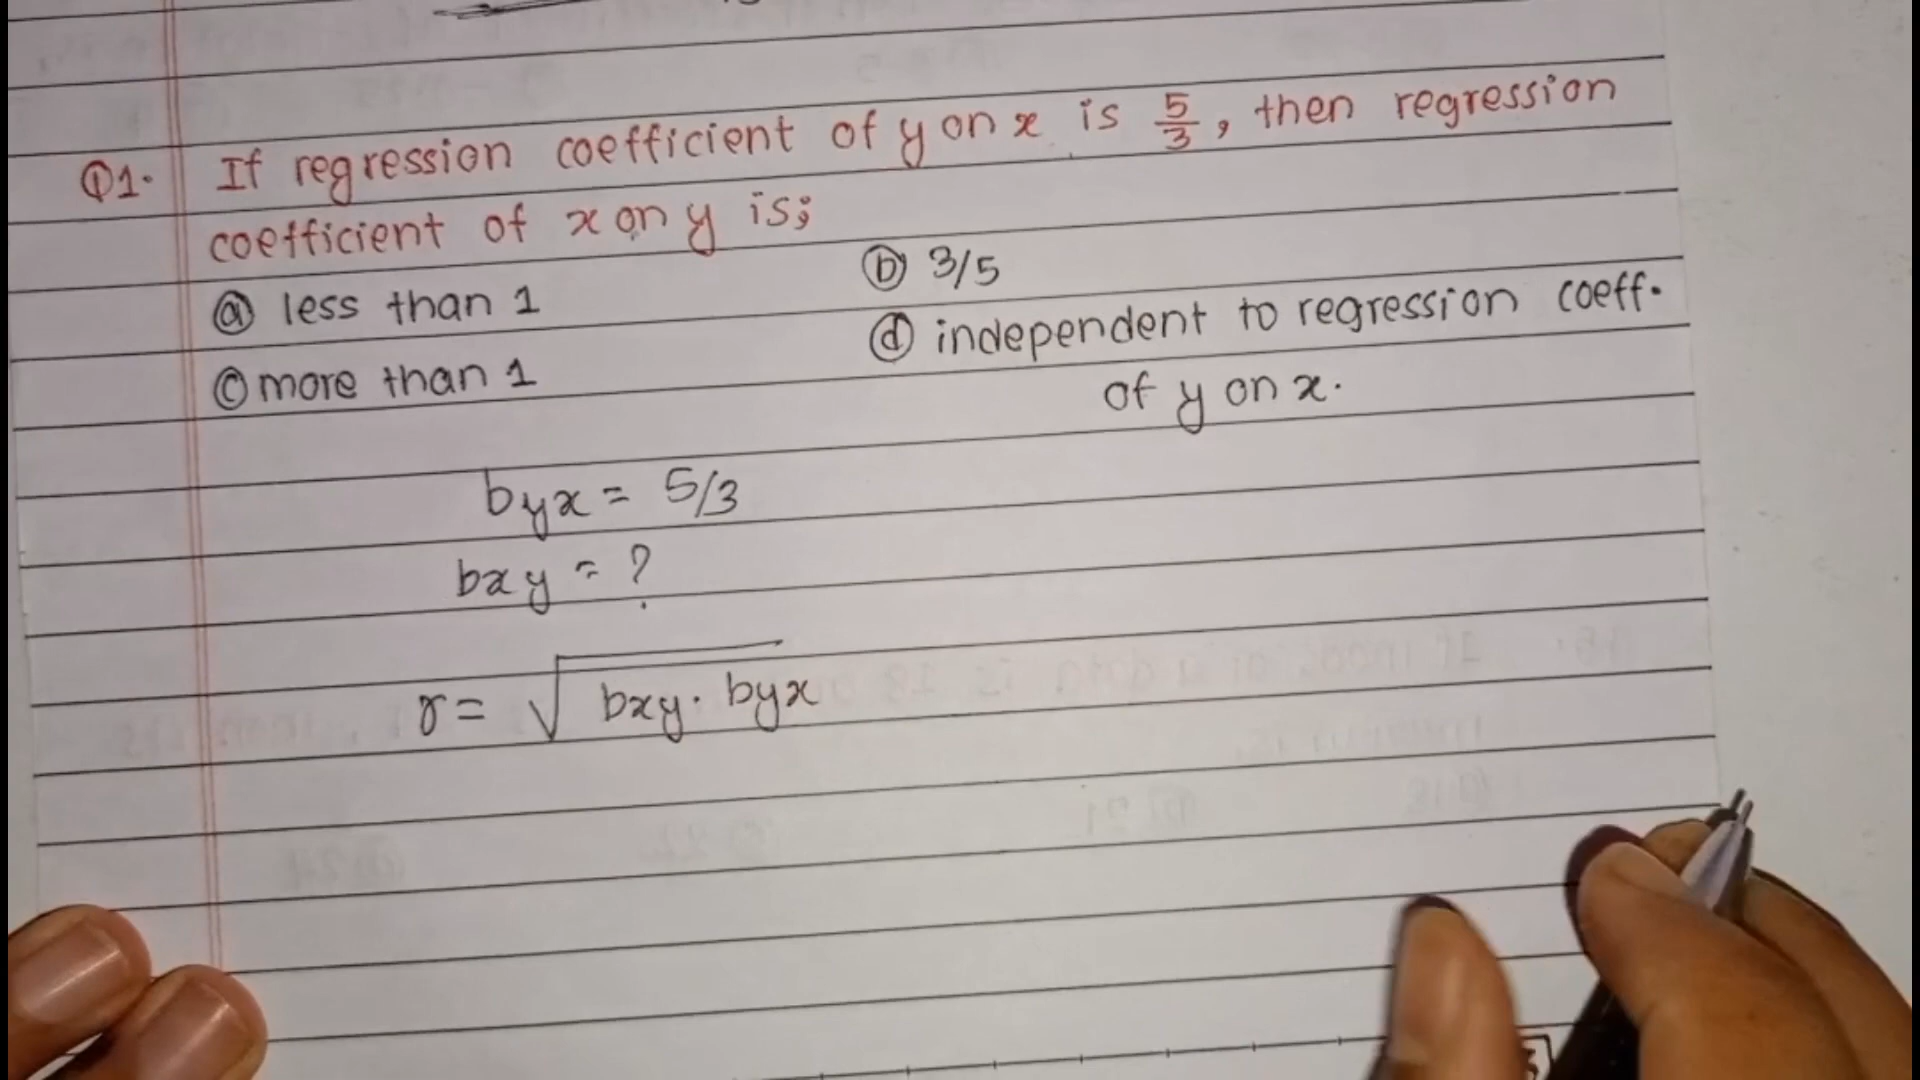 Q1. If regression coefficient of y on x is 5/3, then regression
coefficient of x on y is;
ⓐ less than 1 ⓑ 3/5
ⓒ more than 1 ⓓ independent to regression coeff.
of y on x.
byx = 5/3
bxy = ?
r = √bxy · byx